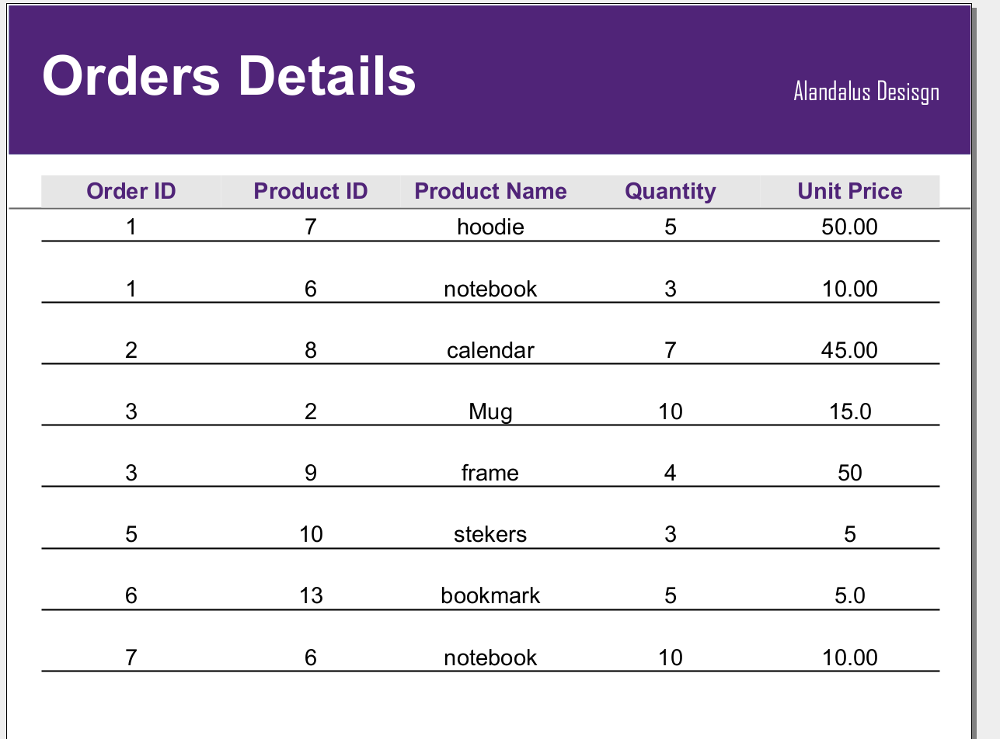 Orders Details
Alandalus Desisgn
Order ID Product ID Product Name Quantity Unit Price
1 7 hoodie 5 50.00
1 6 notebook 3 10.00
2 8 calendar 7 45.00
3 2 Mug 10 15.0
3 9 frame 4 50
5 10 stekers 3 5
6 13 bookmark 5 5.0
7 6 notebook 10 10.00